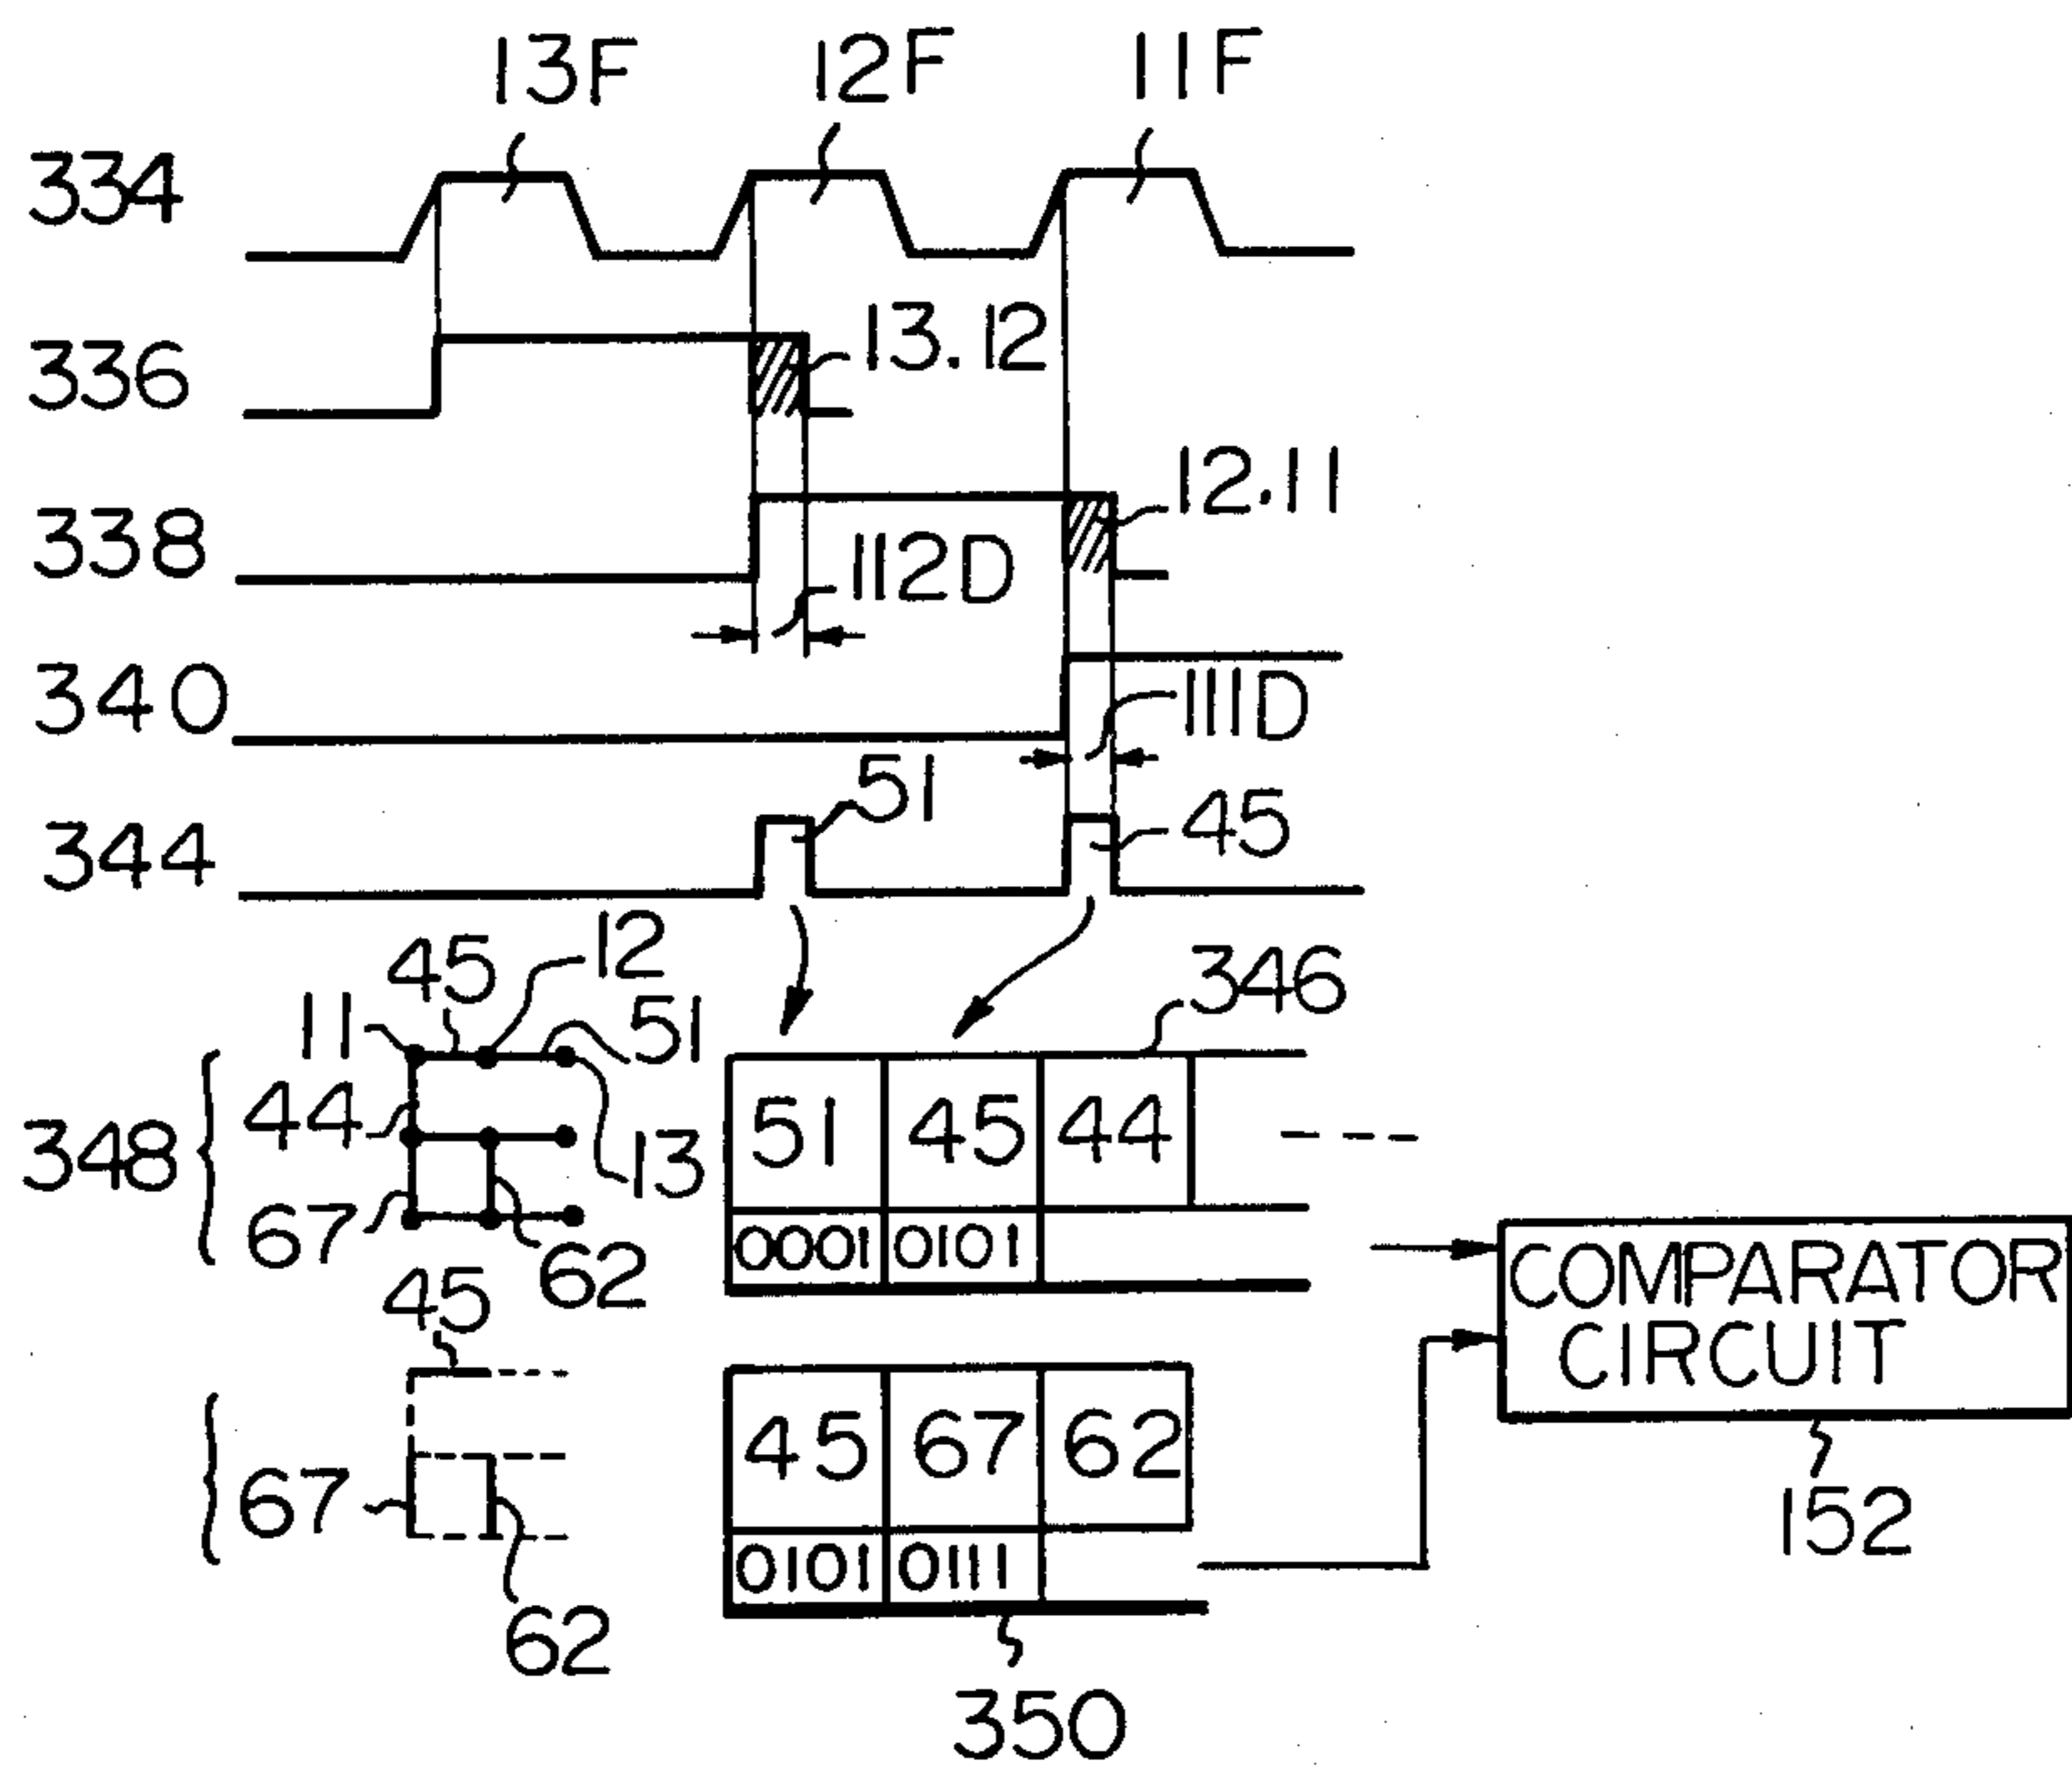 13F 12F 11F
334
336 13.12
338 12.11
112D
340 111D
51
344 45
45 12
11 51 346
44 51 45 44
348 13
67 0001 0101
62
COMPARATOR
CIRCUIT
45
45 67 62
67 152
0101 0111
62
350